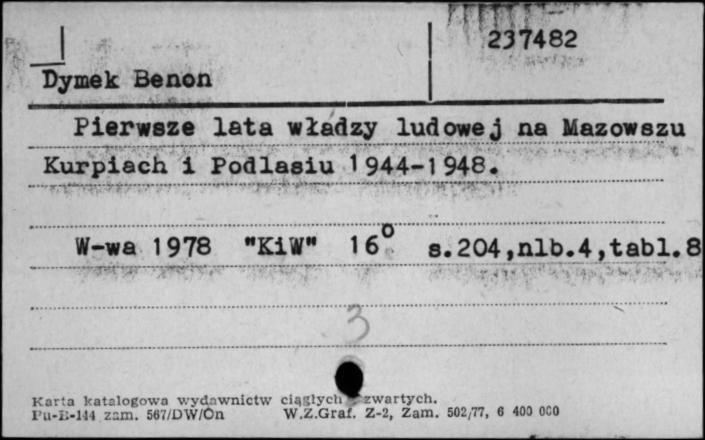 237482
Dymek Benon
Pierwsze lata władzy ludowej na Mazowszu
Kurpiach i Podlasiu 1944-1948.
W-wa 1978 "KiW" 16° s.204,nlb.4,tabl.8
3
Karta katalogowa wydawnictw ciągłych zwartych.
Pu-B-144 zam. 567/DW/Ón W.Z.Graf. Z-2, Zam. 502/77, 6 400 000